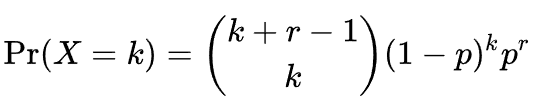 Pr(X = k) = \binom{k + r − 1}{k} (1 − p)^k p^r